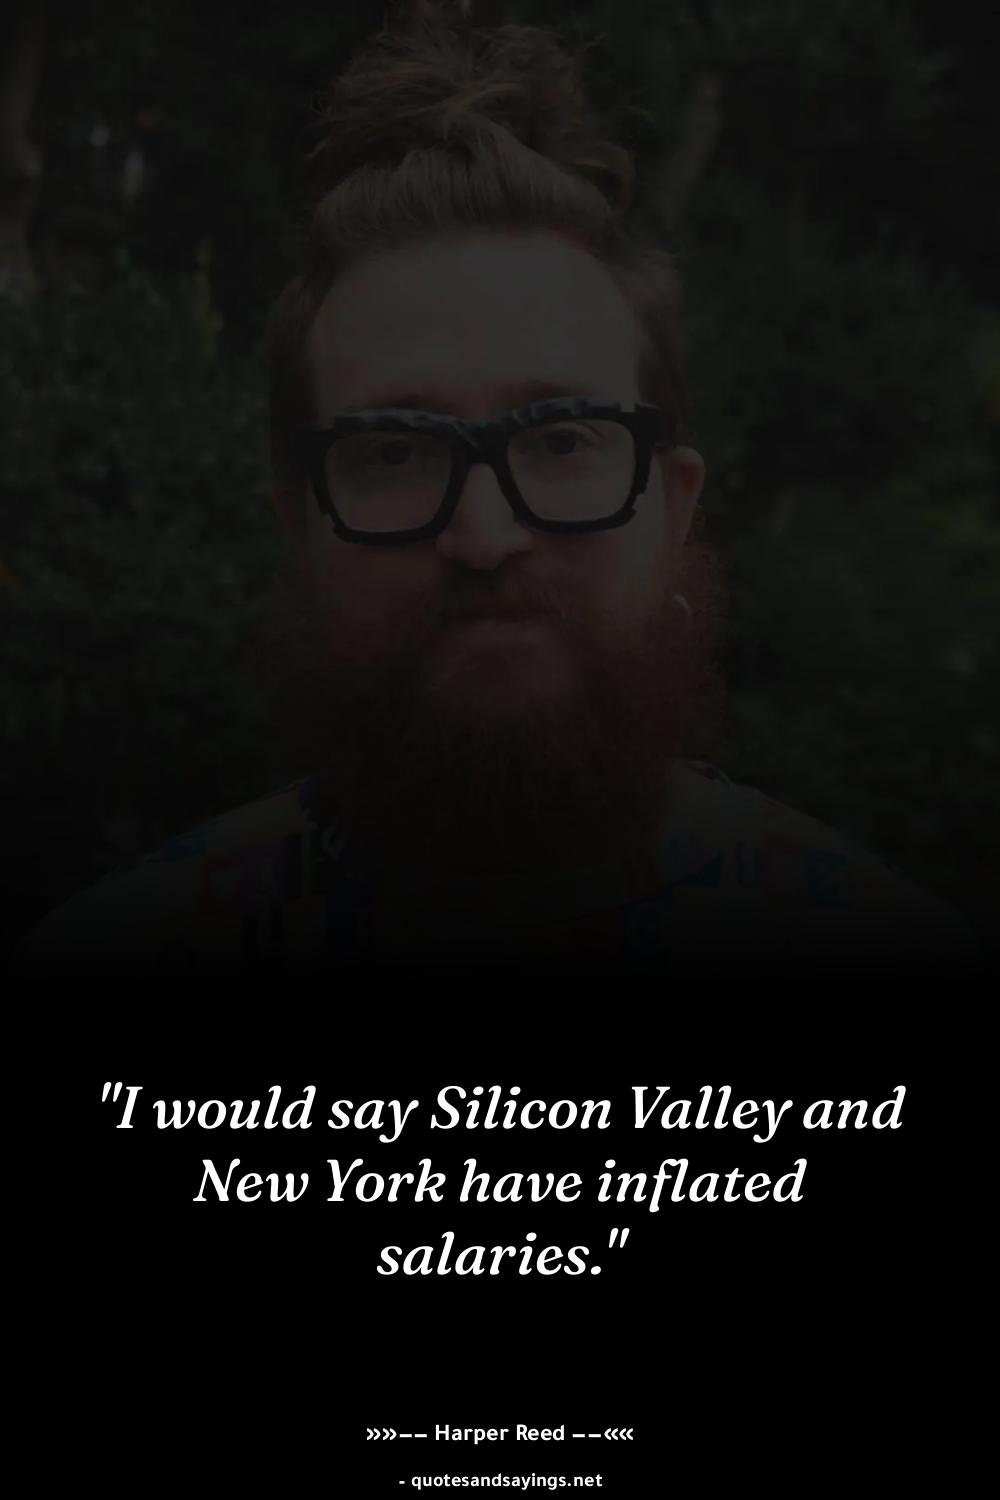 "I would say Silicon Valley and
New York have inflated
salaries."
»»–– Harper Reed ––««
- quotesandsayings.net